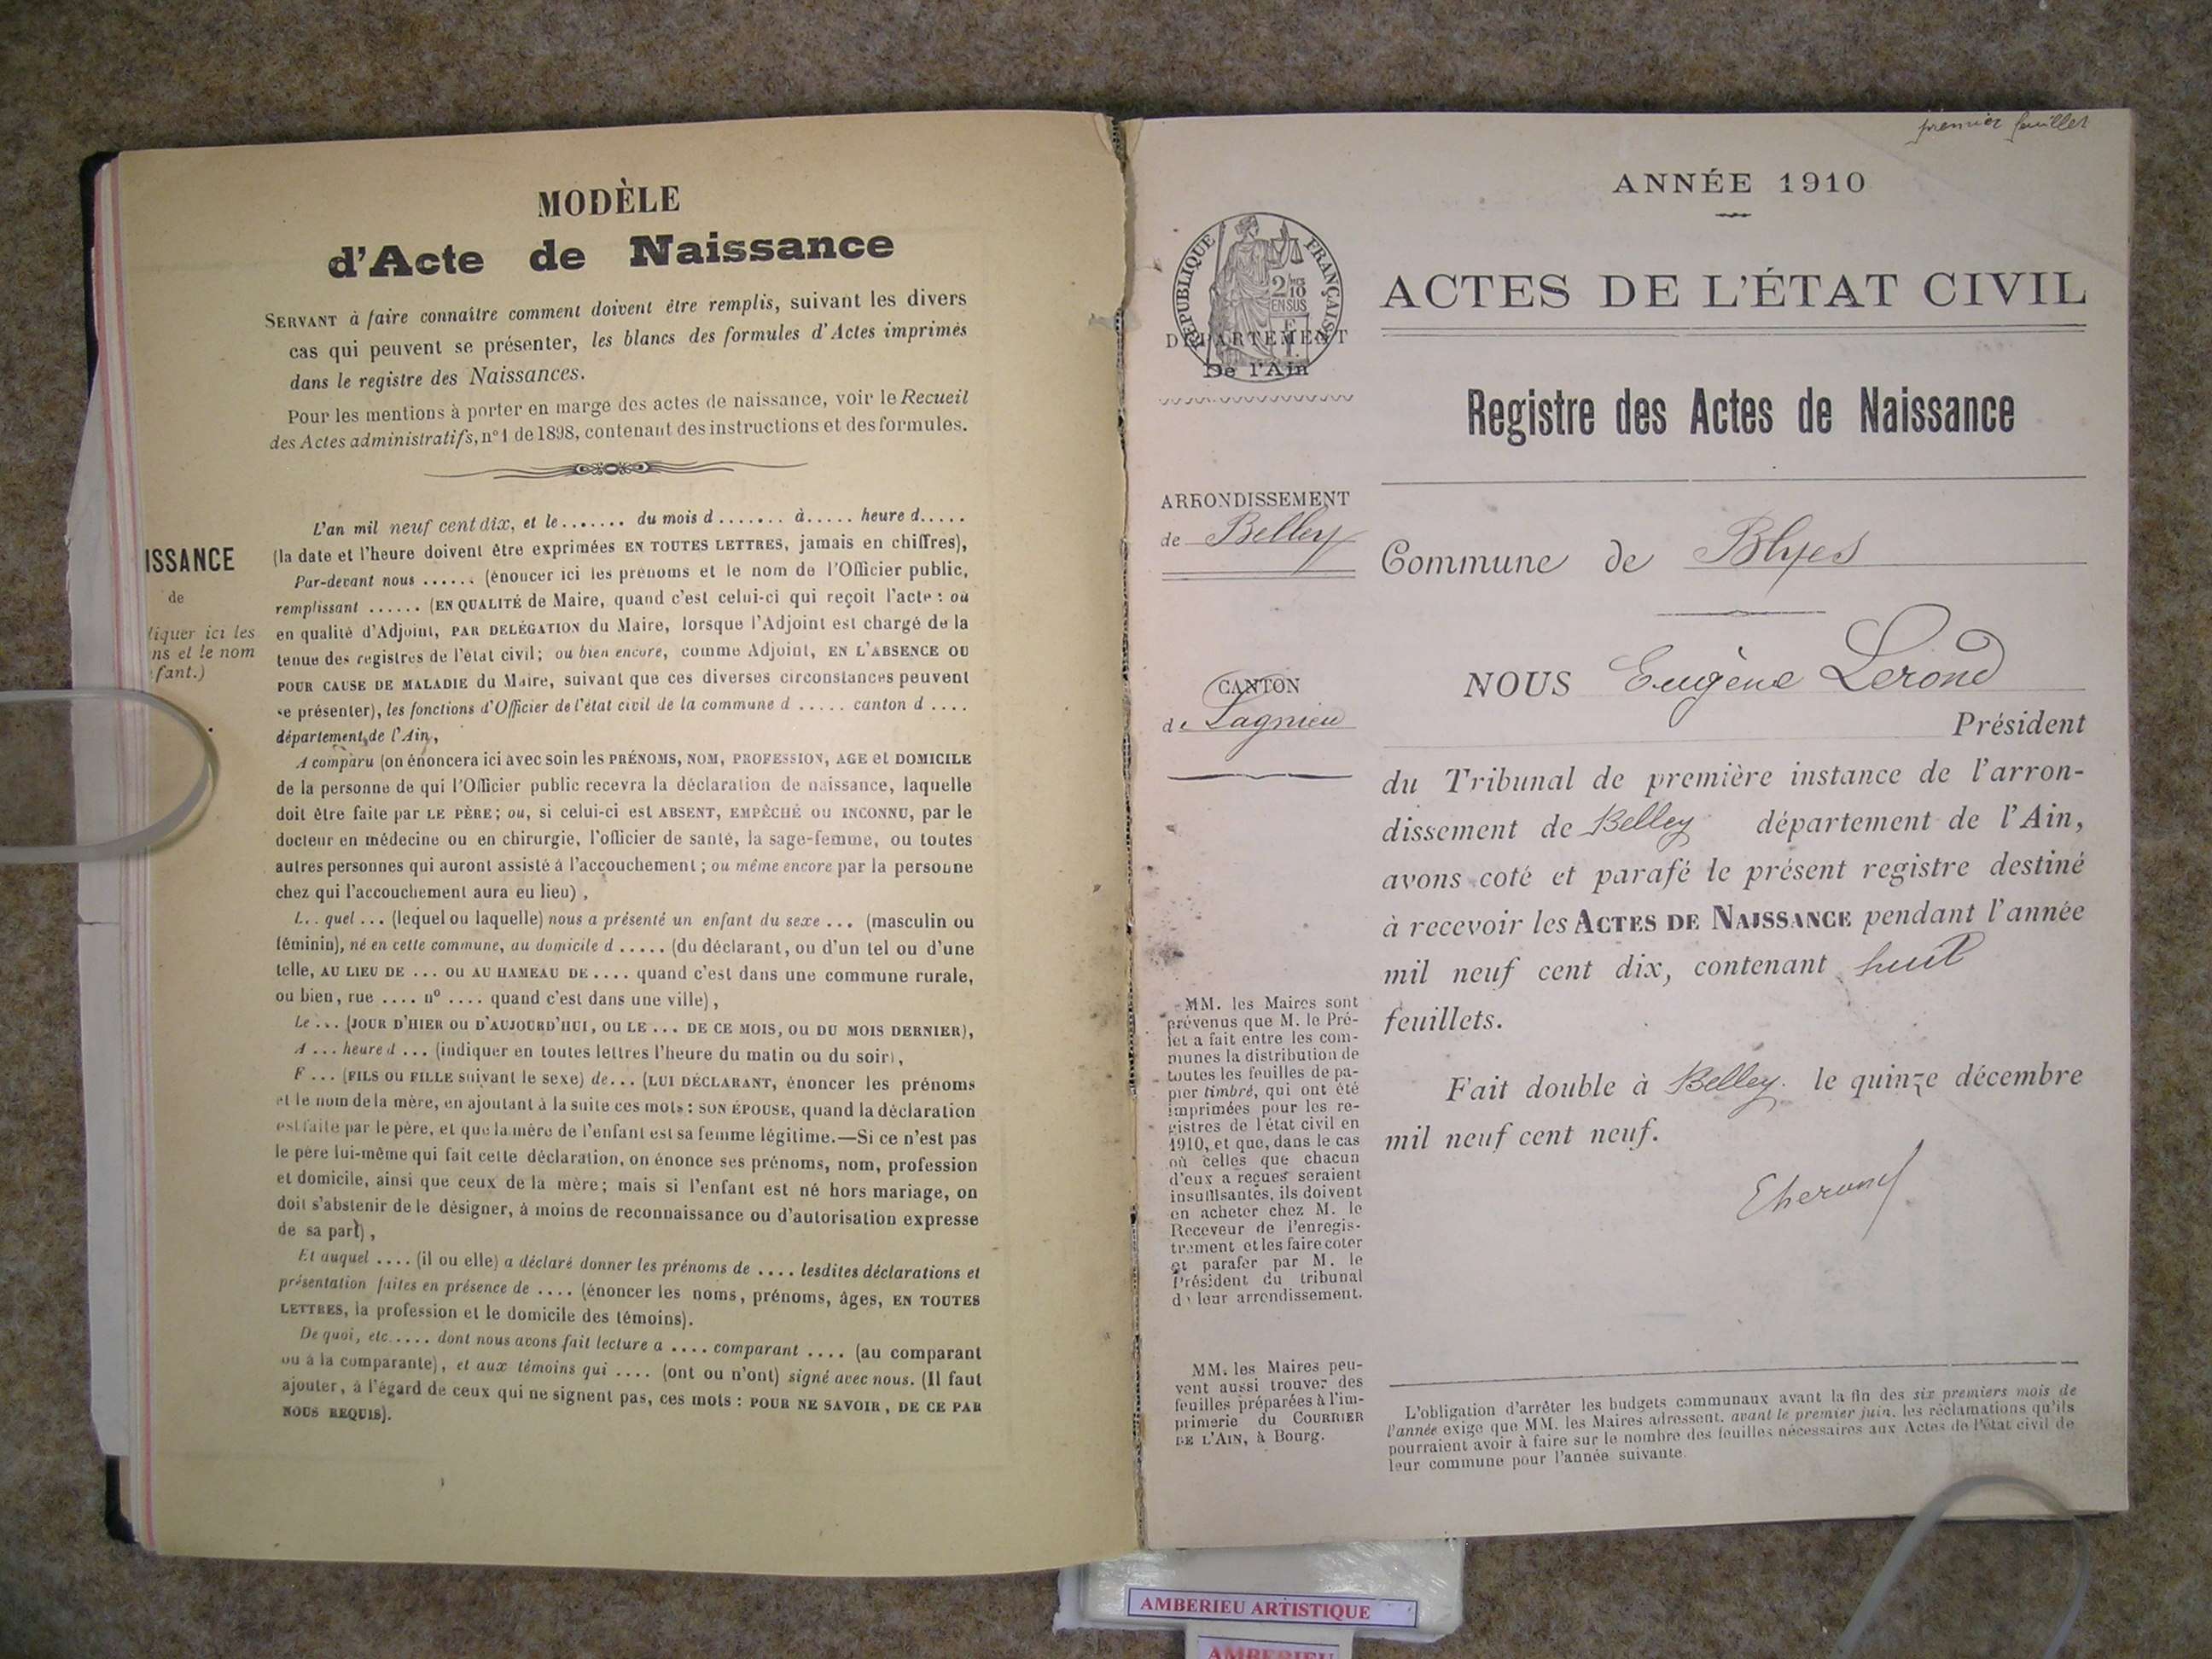 MODÈLE
d'Acte de Naissance
SERVANT à faire connaître comment doivent être remplis, suivant les divers
cas qui peuvent se présenter, les blancs des formules d'Actes imprimés
dans le registre des Naissances.
Pour les mentions à porter en marge des actes de naissance, voir le Recueil
des Actes administratifs, n° 1 de 1898, contenant des instructions et des formules.
L'an mil neuf cent dix, et le ....... du mois d ....... à ..... heure d .....
(la date et l'heure doivent être exprimées EN TOUTES LETTRES, jamais en chiffres),
Par-devant nous ...... (énoncer ici les prénoms et le nom de l'Officier public,
remplissant ...... (EN QUALITÉ de Maire, quand c'est celui-ci qui reçoit l'acte : ou
en qualité d'Adjoint, PAR DELÉGATION du Maire, lorsque l'Adjoint est chargé de la
tenue des registres de l'état civil; ou bien encore, comme Adjoint, EN L'ABSENCE OU
POUR CAUSE DE MALADIE du Maire, suivant que ces diverses circonstances peuvent
se présenter), les fonctions d'Officier de l'état civil de la commune d ..... canton d ....
département de l'Ain,
A comparu (on énoncera ici avec soin les PRÉNOMS, NOM, PROFESSION, AGE et DOMICILE
de la personne de qui l'Officier public recevra la déclaration de naissance, laquelle
doit être faite par LE PÈRE; ou, si celui-ci est ABSENT, EMPÊCHÉ OU INCONNU, par le
docteur en médecine ou en chirurgie, l'officier de santé, la sage-femme, ou toutes
autres personnes qui auront assisté à l'accouchement ; ou même encore par la personne
chez qui l'accouchement aura eu lieu) ,
L.. quel ... (lequel ou laquelle) nous a présenté un enfant du sexe ... (masculin ou
féminin), né en cette commune, au domicile d ..... (du déclarant, ou d'un tel ou d'une
telle, AU LIEU DE ... OU AU HAMEAU DE .... quand c'est dans une commune rurale,
ou bien, rue .... n° .... quand c'est dans une ville) ,
Le ... (JOUR D'HIER OU D'AUJOURD'HUI, OU LE ... DE CE MOIS, OU DU MOIS DERNIER),
A ... heure d ... (indiquer en toutes lettres l'heure du matin ou du soir) ,
F ... (FILS OU FILLE suivant le sexe) de... (LUI DÉCLARANT, énoncer les prénoms
et le nom de la mère, en ajoutant à la suite ces mots : SON ÉPOUSE, quand la déclaration
est faite par le père, et que la mère de l'enfant est sa femme légitime.—Si ce n'est pas
le père lui-même qui fait cette déclaration, on énonce ses prénoms, nom, profession
et domicile, ainsi que ceux de la mère; mais si l'enfant est né hors mariage, on
doit s'abstenir de le désigner, à moins de reconnaissance ou d'autorisation expresse
de sa part) ,
Et auquel .... (il ou elle) a déclaré donner les prénoms de .... lesdites déclarations et
présentation faites en présence de .... (énoncer les noms, prénoms, âges, EN TOUTES
LETTRES, la profession et le domicile des témoins).
De quoi, etc..... dont nous avons fait lecture a .... comparant .... (au comparant
ou à la comparante) , et aux témoins qui .... (ont ou n'ont) signé avec nous. (Il faut
ajouter, à l'égard de ceux qui ne signent pas, ces mots : POUR NE SAVOIR, DE CE PAR
NOUS REQUIS).
ISSANCE
de
iquer ici les
ns et le nom
fant.)
premier feuillet
ANNÉE 1910
ACTES DE L'ÉTAT CIVIL
RÉPUBLIQUE FRANÇAISE
2/10
EN SUS
DÉPARTEMENT
De l'Ain
Registre des Actes de Naissance
ARRONDISSEMENT
de Belley
Commune de Blyes
CANTON
de Lagnieu
NOUS Eugène Lerond
Président
du Tribunal de première instance de l'arron-
dissement de Belley département de l'Ain,
avons coté et parafé le présent registre destiné
à recevoir les ACTES DE NAISSANCE pendant l'année
mil neuf cent dix, contenant huit
feuillets.
Fait double à Belley. le quinze décembre
mil neuf cent neuf.
MM. les Maires sont
prévenus que M. le Pré-
fet a fait entre les com-
munes la distribution de
toutes les feuilles de pa-
pier timbré, qui ont été
imprimées pour les re-
gistres de l'état civil en
1910, et que, dans le cas
où celles que chacun
d'eux a reçues seraient
insuffisantes, ils doivent
en acheter chez M. le
Receveur de l'enregis-
trement et les faire coter
et parafer par M. le
Président du tribunal
de leur arrondissement.
MM. les Maires peu-
vent aussi trouver des
feuilles préparées à l'im-
primerie du COURRIER
DE L'AIN, à Bourg.
L'obligation d'arrêter les budgets communaux avant la fin des six premiers mois de
l'année exige que MM. les Maires adressent, avant le premier juin, les réclamations qu'ils
pourraient avoir à faire sur le nombre des feuilles nécessaires aux Actes de l'état civil de
leur commune pour l'année suivante.
AMBERIEU ARTISTIQUE
AMBERIEU